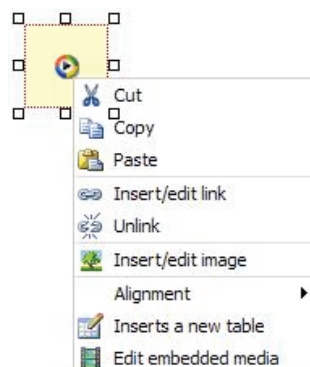 Cut
Copy
Paste
Insert/edit link
Unlink
Insert/edit image
Alignment
Inserts a new table
Edit embedded media